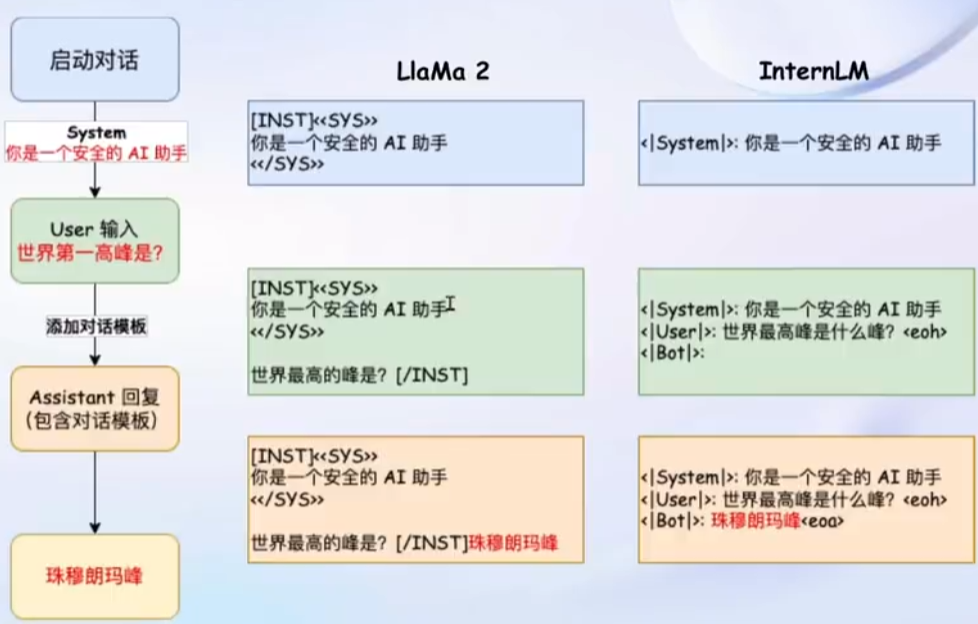 启动对话
System
你是一个安全的 AI 助手
User 输入
世界第一高峰是?
添加对话模板
Assistant 回复
(包含对话模板)
珠穆朗玛峰
LlaMa 2
[INST]<<SYS>>
你是一个安全的 AI 助手
<</SYS>>
[INST]<<SYS>>
你是一个安全的 AI 助手
<</SYS>>
世界最高的峰是? [/INST]
[INST]<<SYS>>
你是一个安全的 AI 助手
<</SYS>>
世界最高的峰是? [/INST]珠穆朗玛峰
InternLM
<|System|>: 你是一个安全的 AI 助手
<|System|>: 你是一个安全的 AI 助手
<|User|>: 世界最高峰是什么峰? <eoh>
<|Bot|>:
<|System|>: 你是一个安全的 AI 助手
<|User|>: 世界最高峰是什么峰? <eoh>
<|Bot|>: 珠穆朗玛峰<eoa>